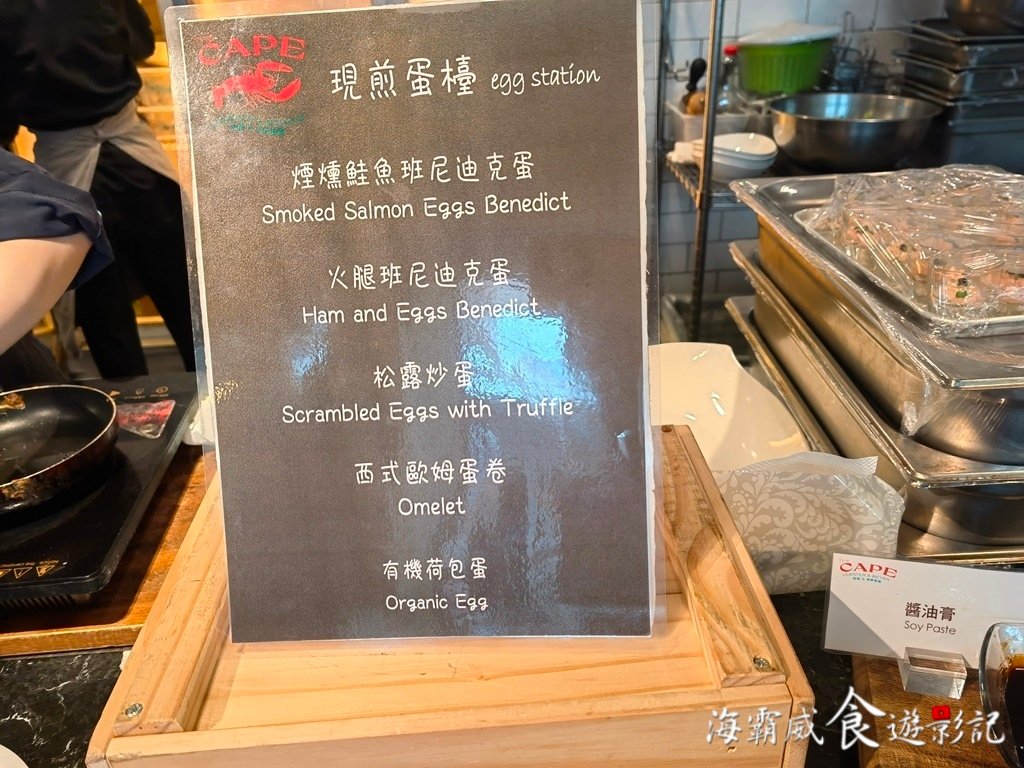 CAPE
現煎蛋檯 egg station
煙燻鮭魚班尼迪克蛋
Smoked Salmon Eggs Benedict
火腿班尼迪克蛋
Ham and Eggs Benedict
松露炒蛋
Scrambled Eggs with Truffle
西式歐姆蛋卷
Omelet
有機荷包蛋
Organic Egg
CAPE
醬油膏
Soy Paste
海霸威食遊影記